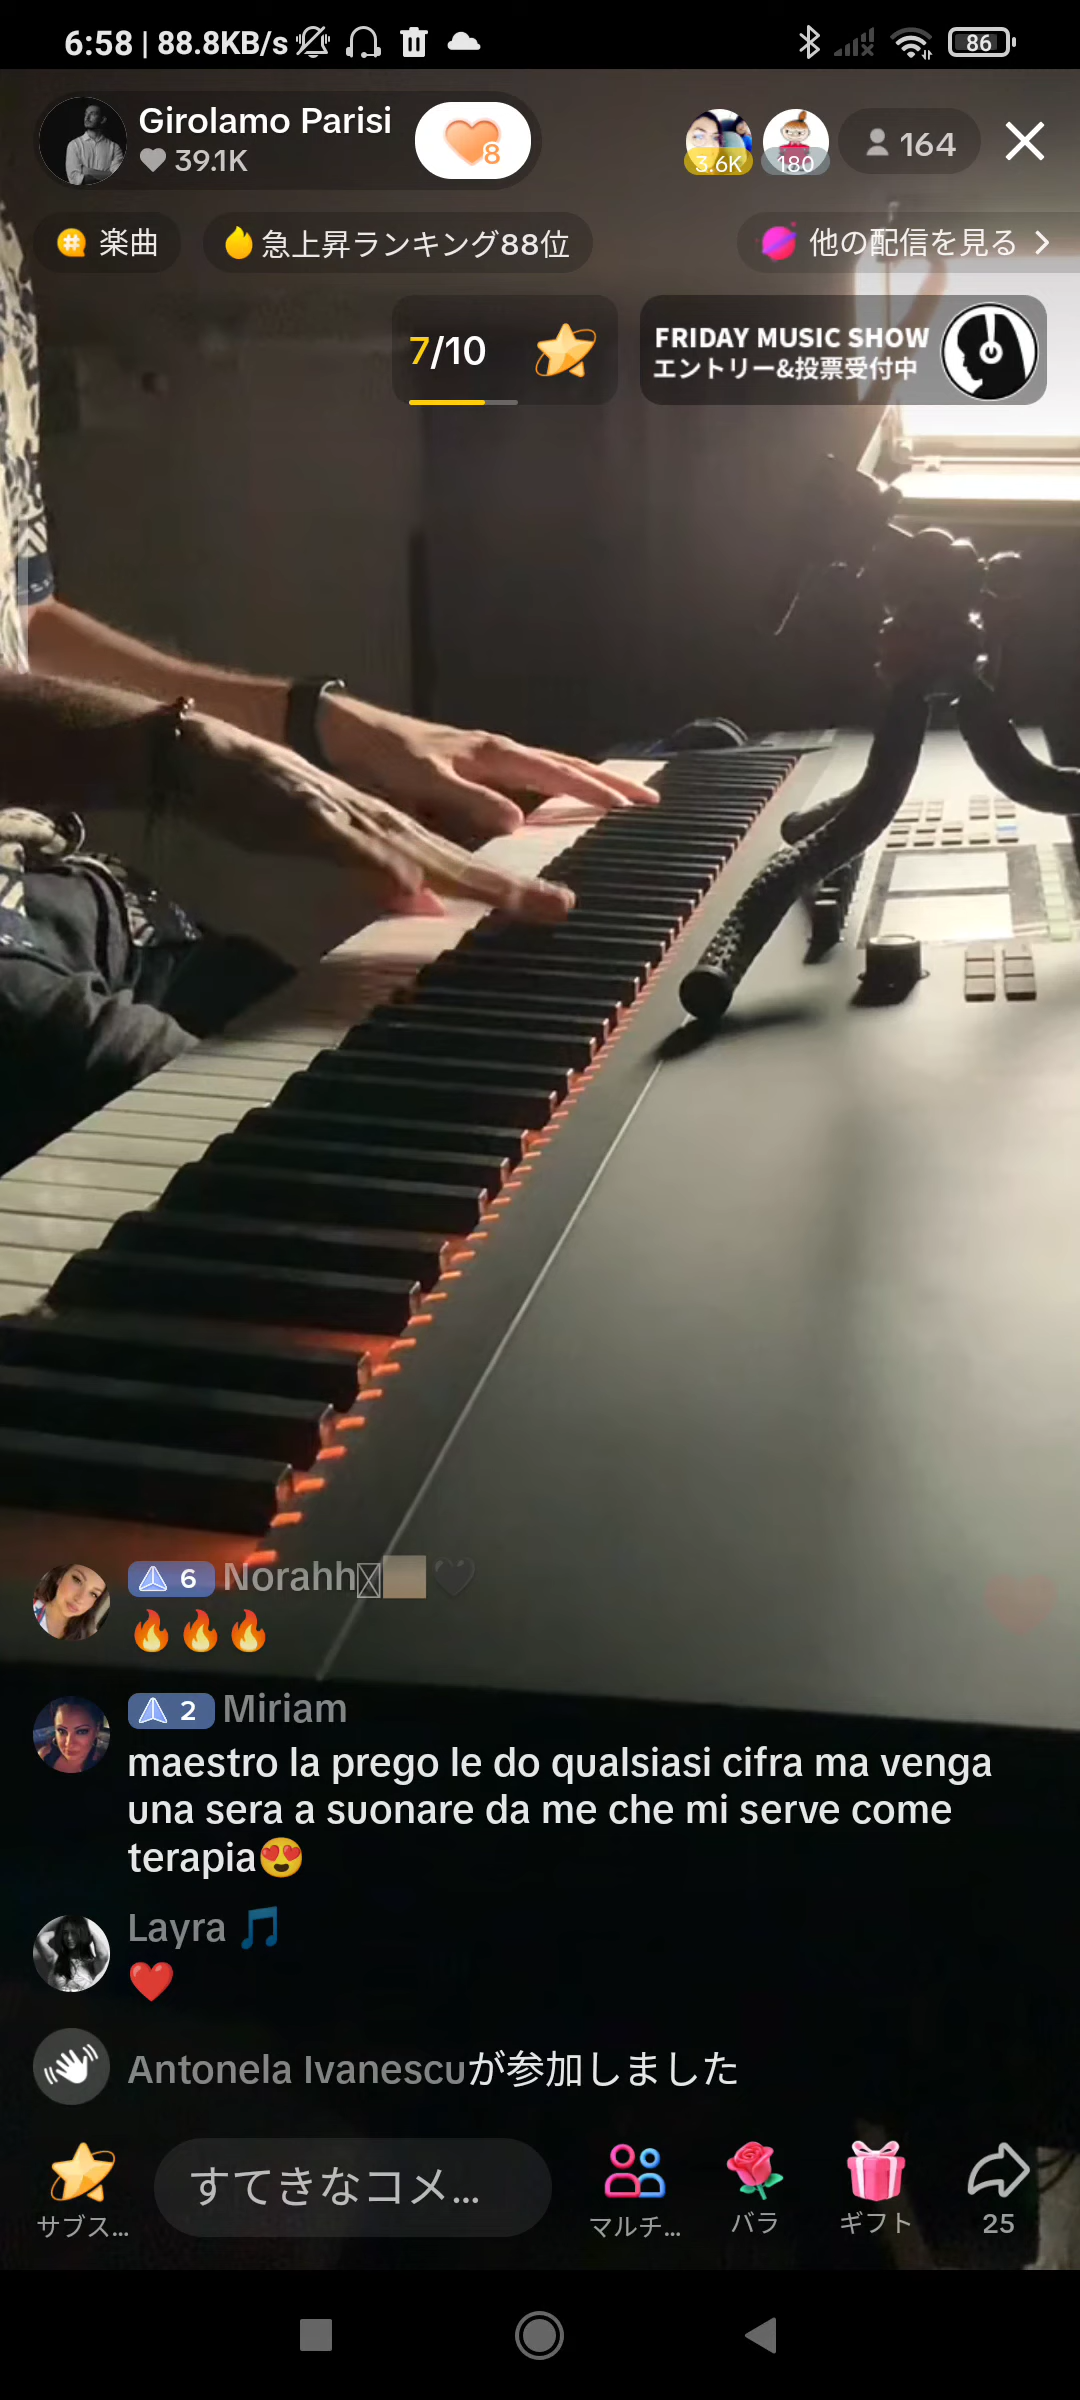 6:58 | 88.8KB/s
86
Girolamo Parisi
39.1K
8
3.6K
180
164
楽曲
急上昇ランキング88位
他の配信を見る
7/10
FRIDAY MUSIC SHOW
エントリー&投票受付中
6 Norahh
🔥🔥🔥
2 Miriam
maestro la prego le do qualsiasi cifra ma venga
una sera a suonare da me che mi serve come
terapia😍
Layra 🎵
❤️
Antonela Ivanescuが参加しました
すてきなコメ...
サブス...
マルチ...
バラ
ギフト
25